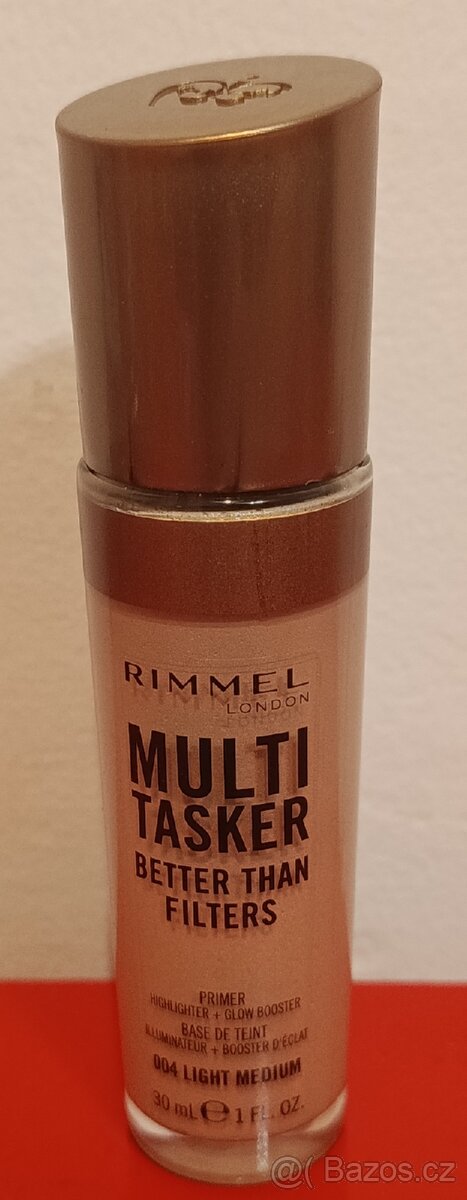 RIMMEL
LONDON
MULTI
TASKER
BETTER THAN
FILTERS
PRIMER
HIGHLIGHTER + GLOW BOOSTER
BASE DE TEINT
ILLUMINATEUR + BOOSTER D'ÉCLAT
004 LIGHT MEDIUM
30 mL ℮ 1 FL. OZ.
@( Bazos.cz